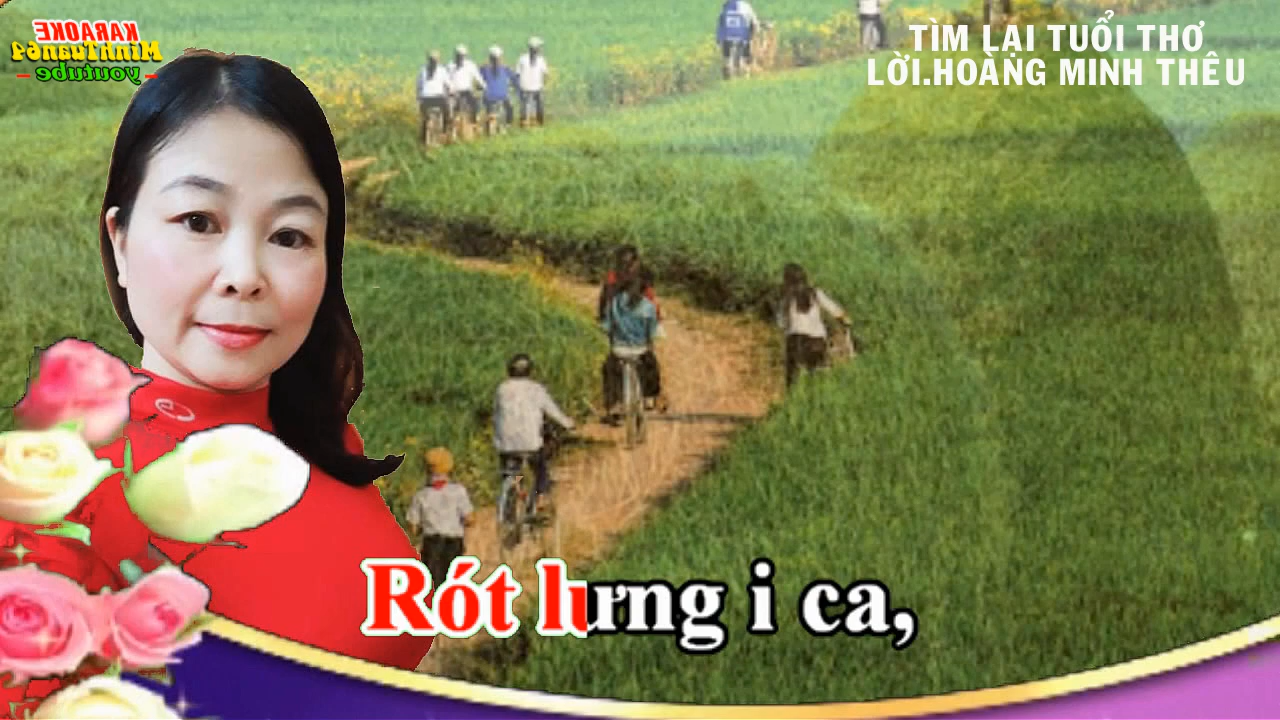 KARAOKE
MinhTuan64
youtube
TÌM LẠI TUỔI THƠ
LỜI.HOÀNG MINH THÊU
Rót lưng i ca,